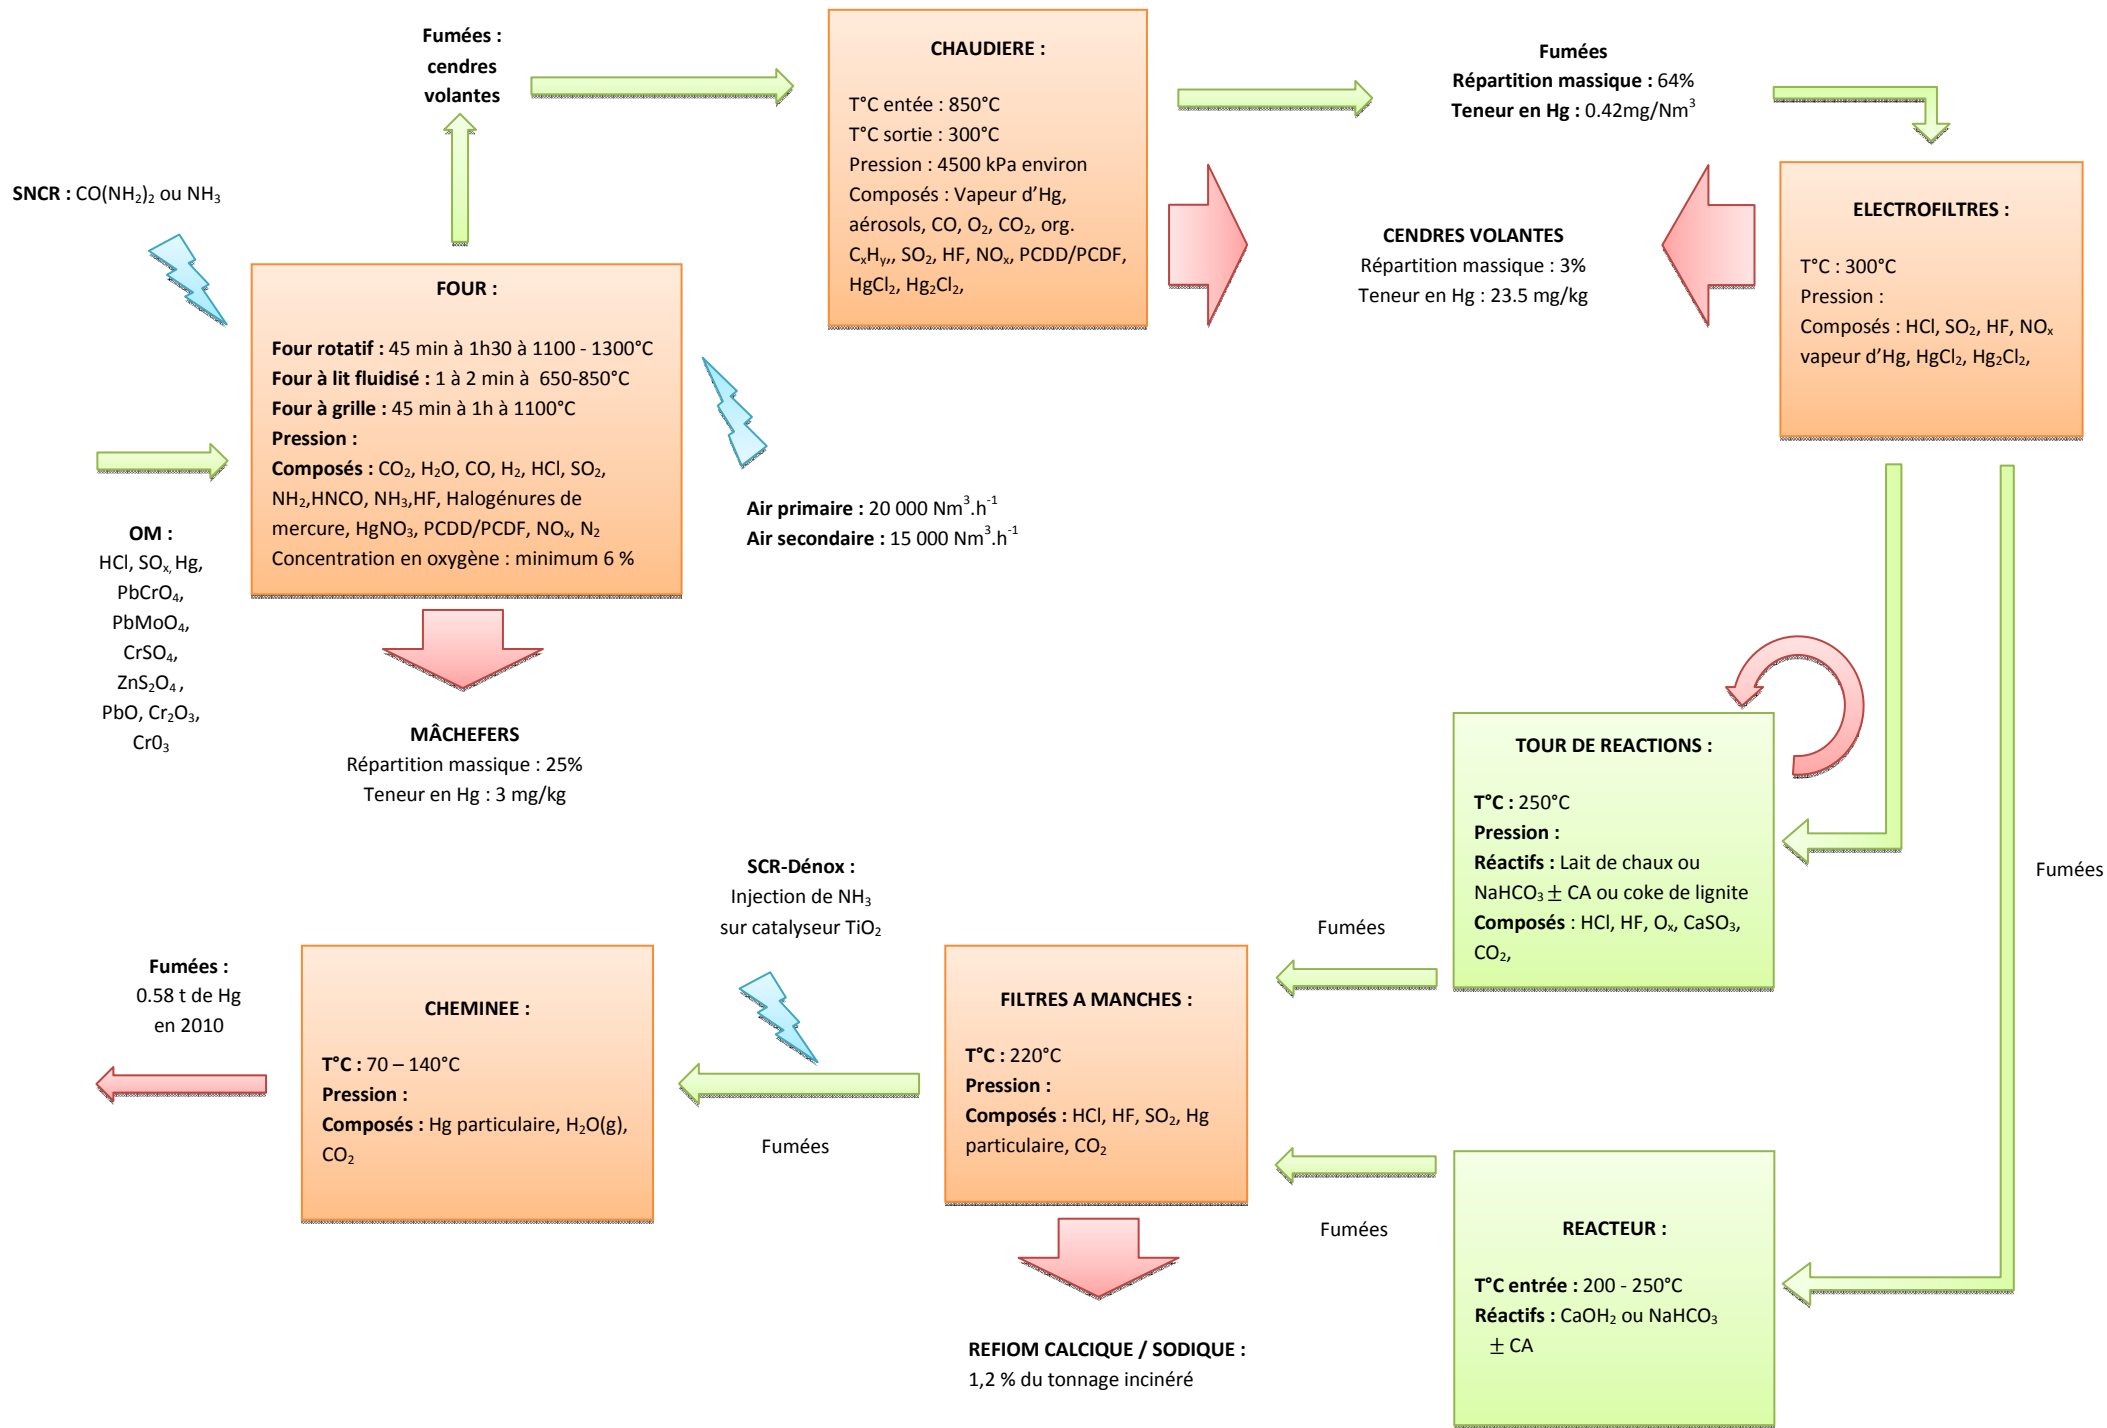 Fumées :
cendres
volantes
CHAUDIERE :
T°C entée : 850°C
T°C sortie : 300°C
Pression : 4500 kPa environ
Composés : Vapeur d’Hg,
aérosols, CO, O₂, CO₂, org.
CₓHᵧ,, SO₂, HF, NOₓ, PCDD/PCDF,
HgCl₂, Hg₂Cl₂,
Fumées
Répartition massique : 64%
Teneur en Hg : 0.42mg/Nm³
SNCR : CO(NH₂)₂ ou NH₃
CENDRES VOLANTES
Répartition massique : 3%
Teneur en Hg : 23.5 mg/kg
ELECTROFILTRES :
T°C : 300°C
Pression :
Composés : HCl, SO₂, HF, NOₓ
vapeur d’Hg, HgCl₂, Hg₂Cl₂,
FOUR :
Four rotatif : 45 min à 1h30 à 1100 - 1300°C
Four à lit fluidisé : 1 à 2 min à 650-850°C
Four à grille : 45 min à 1h à 1100°C
Pression :
Composés : CO₂, H₂O, CO, H₂, HCl, SO₂,
NH₂,HNCO, NH₃,HF, Halogénures de
mercure, HgNO₃, PCDD/PCDF, NOₓ, N₂
Concentration en oxygène : minimum 6 %
Air primaire : 20 000 Nm³.h⁻¹
Air secondaire : 15 000 Nm³.h⁻¹
OM :
HCl, SOₓ, Hg,
PbCrO₄,
PbMoO₄,
CrSO₄,
ZnS₂O₄ ,
PbO, Cr₂O₃,
Cr0₃
MÂCHEFERS
Répartition massique : 25%
Teneur en Hg : 3 mg/kg
TOUR DE REACTIONS :
T°C : 250°C
Pression :
Réactifs : Lait de chaux ou
NaHCO₃ ± CA ou coke de lignite
Composés : HCl, HF, Oₓ, CaSO₃,
CO₂,
Fumées
SCR-Dénox :
Injection de NH₃
sur catalyseur TiO₂
Fumées
Fumées :
0.58 t de Hg
en 2010
CHEMINEE :
T°C : 70 – 140°C
Pression :
Composés : Hg particulaire, H₂O(g),
CO₂
Fumées
FILTRES A MANCHES :
T°C : 220°C
Pression :
Composés : HCl, HF, SO₂, Hg
particulaire, CO₂
Fumées
REACTEUR :
T°C entrée : 200 - 250°C
Réactifs : CaOH₂ ou NaHCO₃
± CA
REFIOM CALCIQUE / SODIQUE :
1,2 % du tonnage incinéré